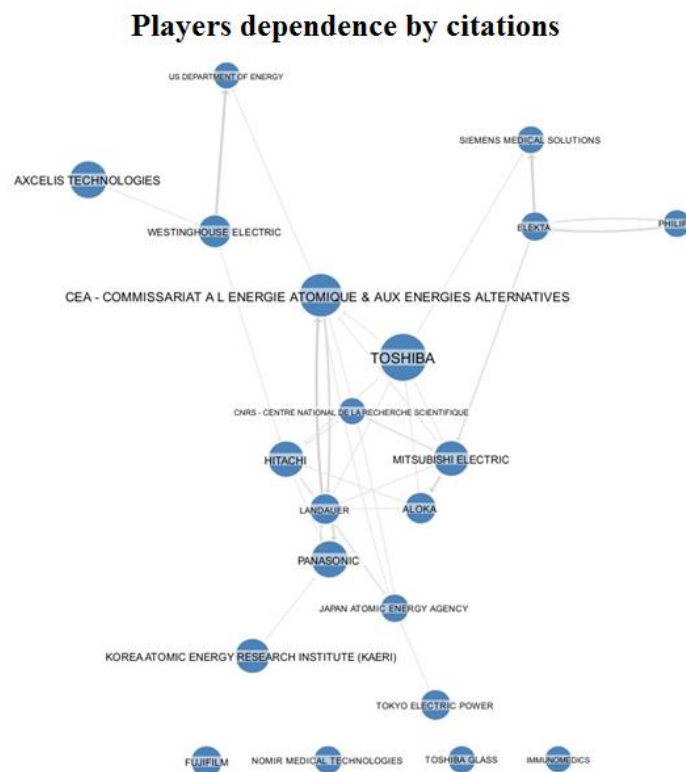 Players dependence by citations
US DEPARTMENT OF ENERGY
SIEMENS MEDICAL SOLUTIONS
AXCELIS TECHNOLOGIES
WESTINGHOUSE ELECTRIC
ELEKTA
PHILIP
CEA - COMMISSARIAT A L ENERGIE ATOMIQUE & AUX ENERGIES ALTERNATIVES
TOSHIBA
CNRS - CENTRE NATIONAL DE LA RECHERCHE SCIENTIFIQUE
HITACHI
MITSUBISHI ELECTRIC
LANDAUER
ALOKA
PANASONIC
JAPAN ATOMIC ENERGY AGENCY
KOREA ATOMIC ENERGY RESEARCH INSTITUTE (KAERI)
TOKYO ELECTRIC POWER
FUJIFILM
NOMIR MEDICAL TECHNOLOGIES
TOSHIBA GLASS
IMMUNOMEDICS